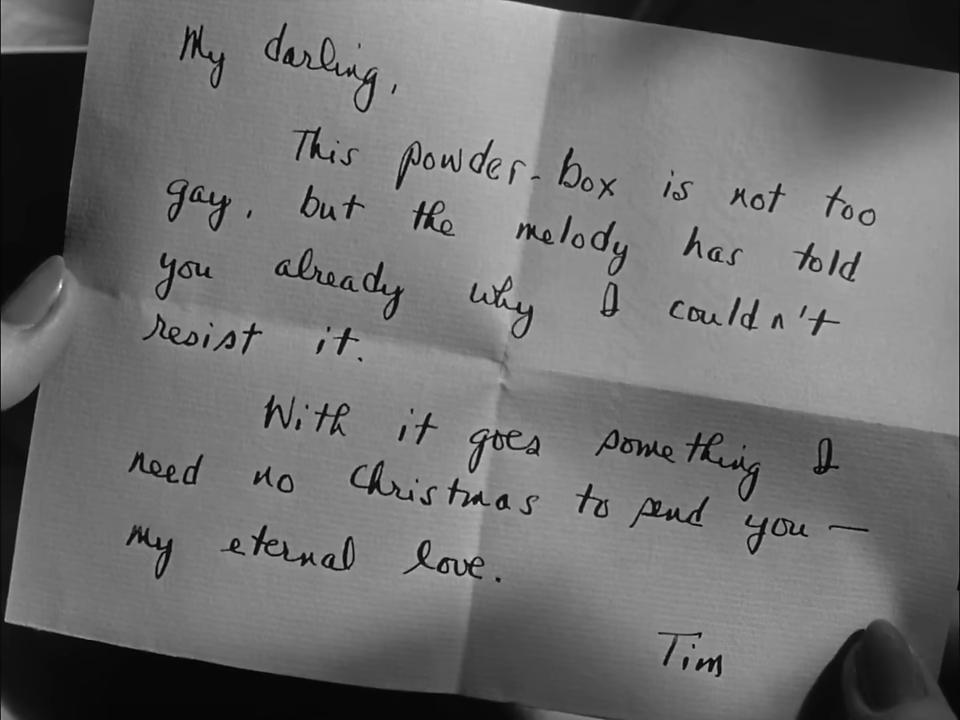 My darling,
This powder-box is not too
gay, but the melody has told
you already why I couldn't
resist it.
With it goes something I
need no Christmas to send you —
my eternal love.
Tim